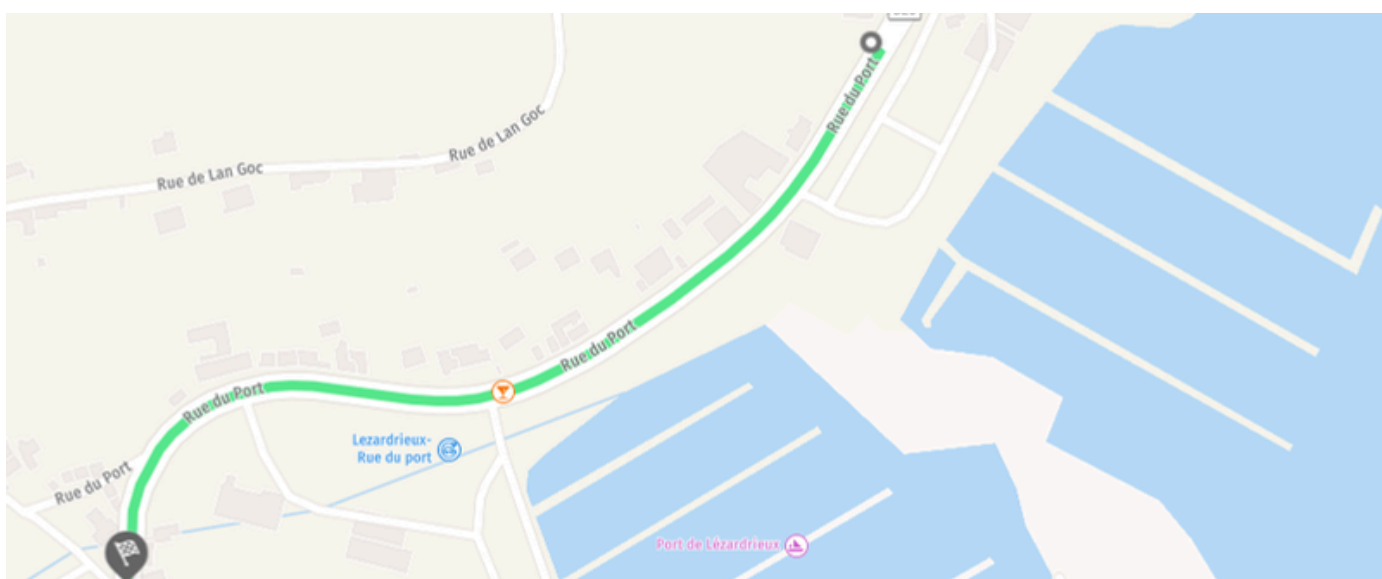 Rue du Port
Rue de Lan Goc
Rue de Lan Goc
Rue du Port
Rue du Port
Lezardrieux-
Rue du port
Rue du Port
Port de Lézardrieux